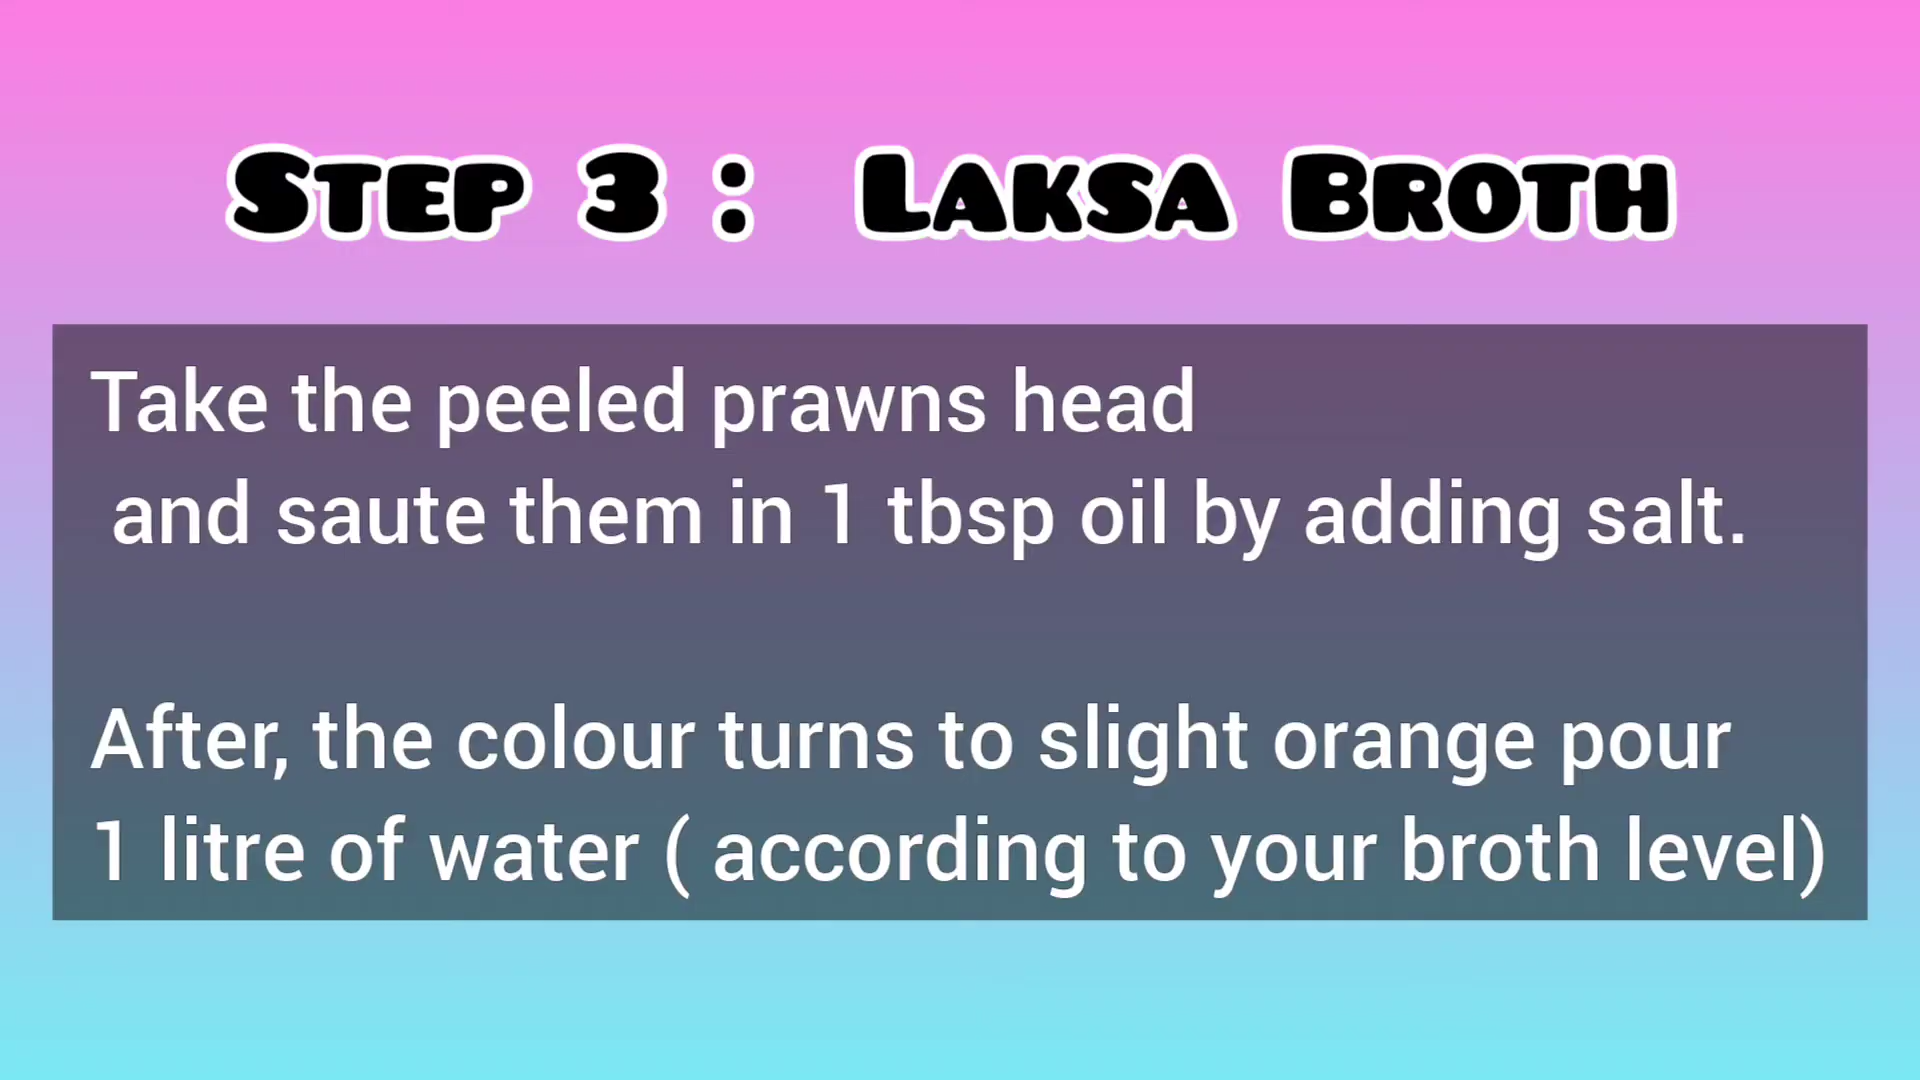 Step 3 : Laksa Broth
Take the peeled prawns head
and saute them in 1 tbsp oil by adding salt.
After, the colour turns to slight orange pour
1 litre of water ( according to your broth level)